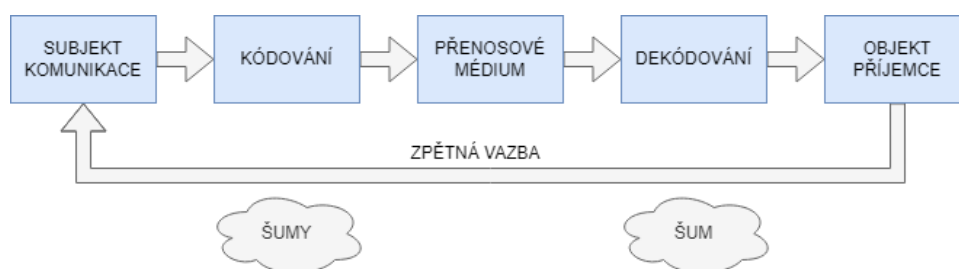 SUBJEKT
KOMUNIKACE
KÓDOVÁNÍ
PŘENOSOVÉ
MÉDIUM
DEKÓDOVÁNÍ
OBJEKT
PŘÍJEMCE
ZPĚTNÁ VAZBA
ŠUMY
ŠUM